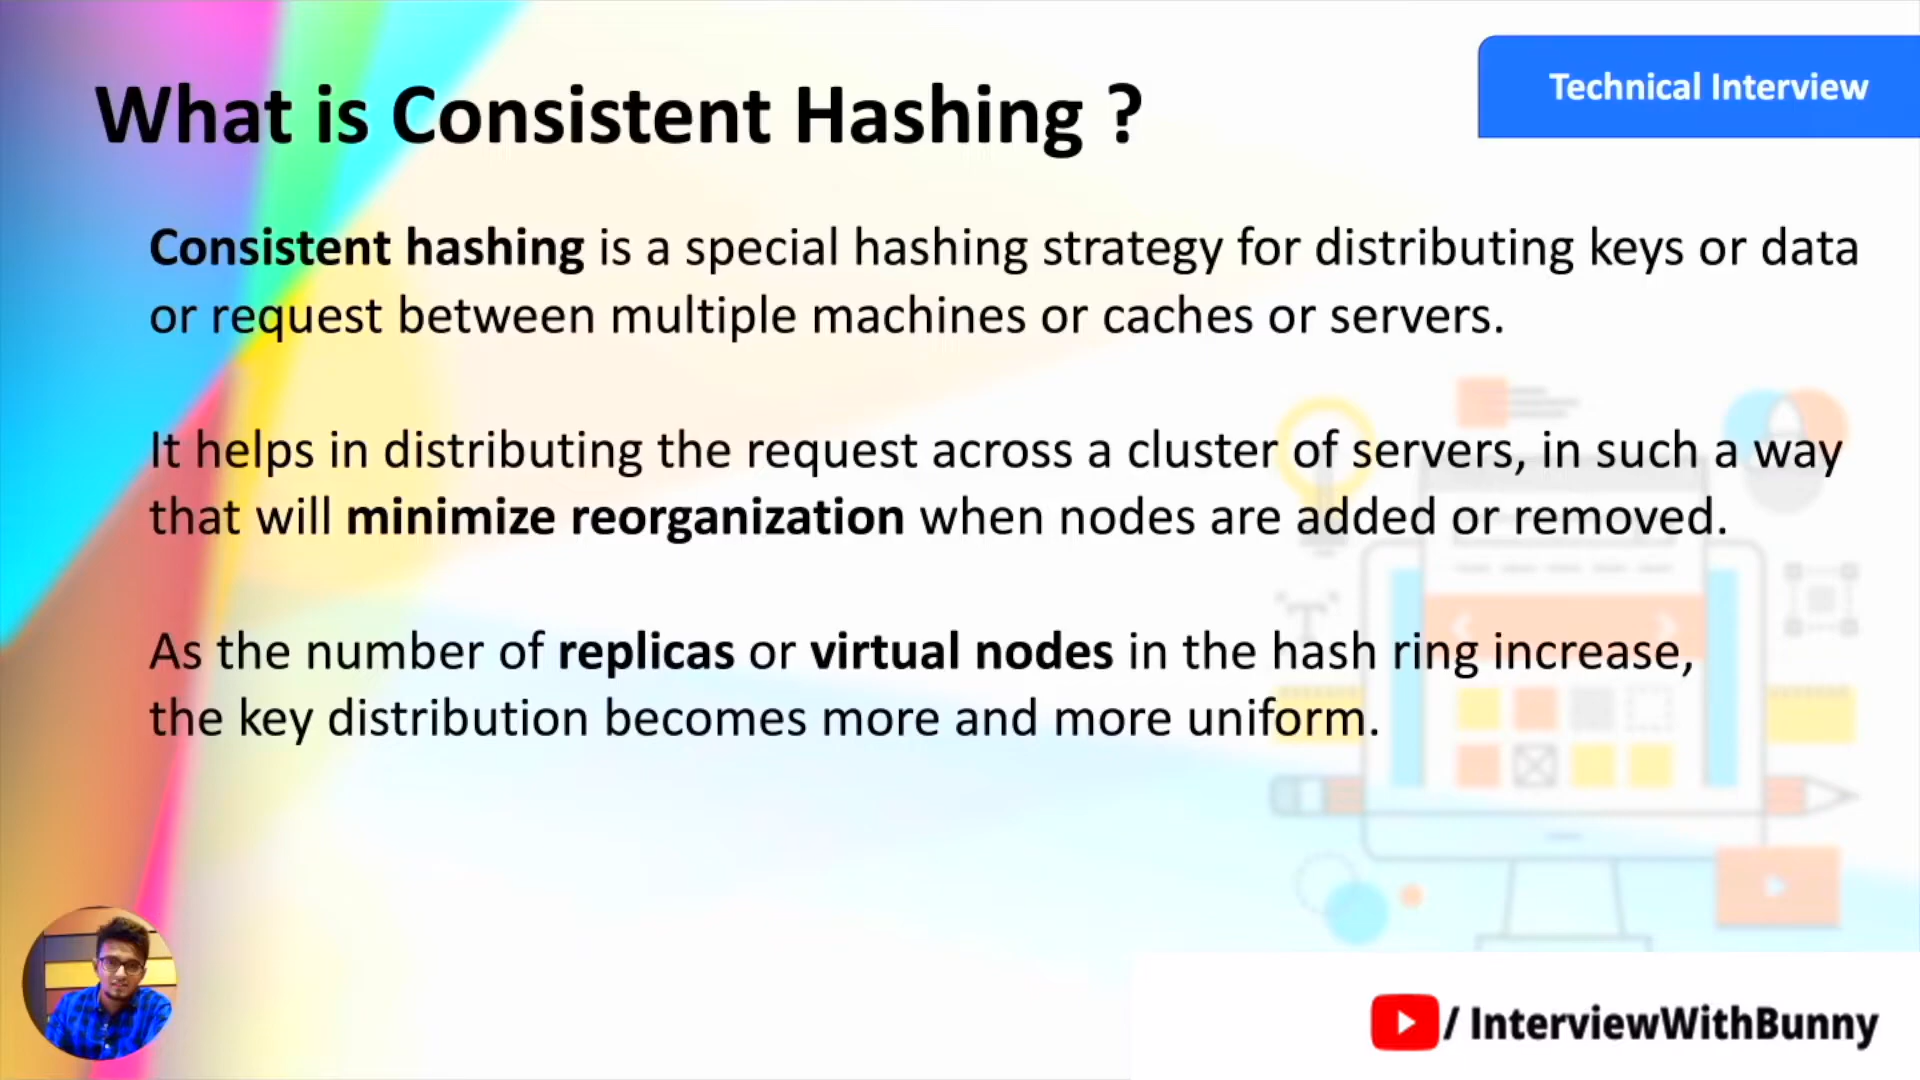 What is Consistent Hashing ?
Technical Interview
Consistent hashing is a special hashing strategy for distributing keys or data
or request between multiple machines or caches or servers.
It helps in distributing the request across a cluster of servers, in such a way
that will minimize reorganization when nodes are added or removed.
As the number of replicas or virtual nodes in the hash ring increase,
the key distribution becomes more and more uniform.
/ InterviewWithBunny